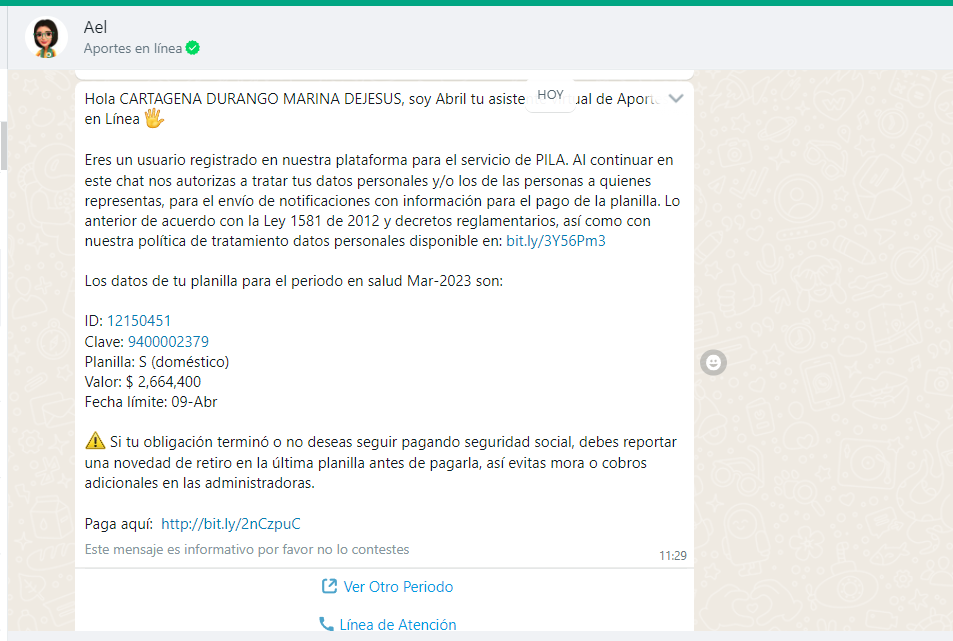 Ael
Aportes en línea
HOY
Hola CARTAGENA DURANGO MARINA DEJESUS, soy Abril tu asiste tual de Aporte
en Línea
Eres un usuario registrado en nuestra plataforma para el servicio de PILA. Al continuar en
este chat nos autorizas a tratar tus datos personales y/o los de las personas a quienes
representas, para el envío de notificaciones con información para el pago de la planilla. Lo
anterior de acuerdo con la Ley 1581 de 2012 y decretos reglamentarios, así como con
nuestra política de tratamiento datos personales disponible en: bit.ly/3Y56Pm3
Los datos de tu planilla para el periodo en salud Mar-2023 son:
ID: 12150451
Clave: 9400002379
Planilla: S (doméstico)
Valor: $ 2,664,400
Fecha límite: 09-Abr
⚠ Si tu obligación terminó o no deseas seguir pagando seguridad social, debes reportar
una novedad de retiro en la última planilla antes de pagarla, así evitas mora o cobros
adicionales en las administradoras.
Paga aquí: http://bit.ly/2nCzpuC
Este mensaje es informativo por favor no lo contestes
11:29
Ver Otro Periodo
Línea de Atención